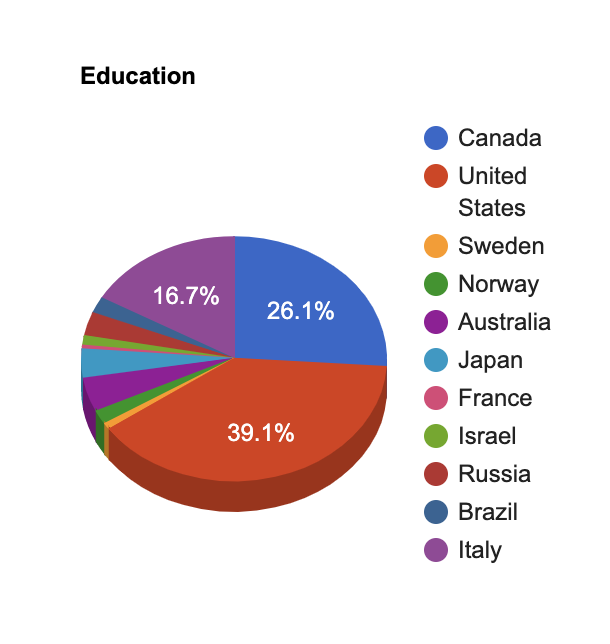 Education
Canada
United
States
Sweden
Norway
Australia
Japan
France
Israel
Russia
Brazil
Italy
16.7%
26.1%
39.1%